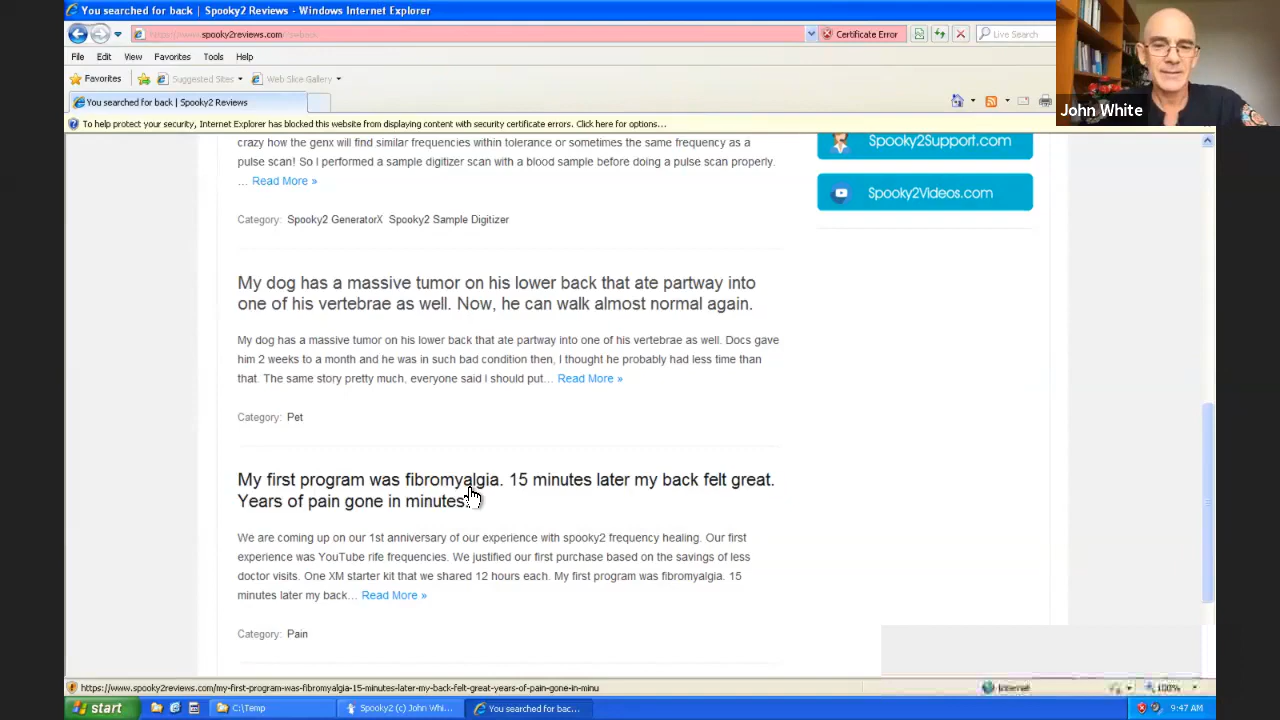 You searched for back | Spooky2 Reviews - Windows Internet Explorer
www.spooky2reviews.com
Certificate Error
Live Search
File Edit View Favorites Tools Help
Favorites Suggested Sites Web Slice Gallery
You searched for back | Spooky2 Reviews
John White
To help protect your security, Internet Explorer has blocked this website from displaying content with security certificate errors. Click here for options...
crazy how the genx will find similar frequencies within tolerance or sometimes the same frequency as a
pulse scan! So I performed a sample digitizer scan with a blood sample before doing a pulse scan properly.
... Read More »
Category: Spooky2 GeneratorX Spooky2 Sample Digitizer
Spooky2Support.com
Spooky2Videos.com
My dog has a massive tumor on his lower back that ate partway into
one of his vertebrae as well. Now, he can walk almost normal again.
My dog has a massive tumor on his lower back that ate partway into one of his vertebrae as well. Docs gave
him 2 weeks to a month and he was in such bad condition then, I thought he probably had less time than
that. The same story pretty much, everyone said I should put... Read More »
Category: Pet
My first program was fibromyalgia. 15 minutes later my back felt great.
Years of pain gone in minutes
We are coming up on our 1st anniversary of our experience with spooky2 frequency healing. Our first
experience was YouTube rife frequencies. We justified our first purchase based on the savings of less
doctor visits. One XM starter kit that we shared 12 hours each. My first program was fibromyalgia. 15
minutes later my back... Read More »
Category: Pain
https://www.spooky2reviews.com/my-first-program-was-fibromyalgia-15-minutes-later-my-back-felt-great-years-of-pain-gone-in-minu
Internet
100%
start
C:\Temp
Spooky2 (c) John Whi...
You searched for bac...
9:47 AM